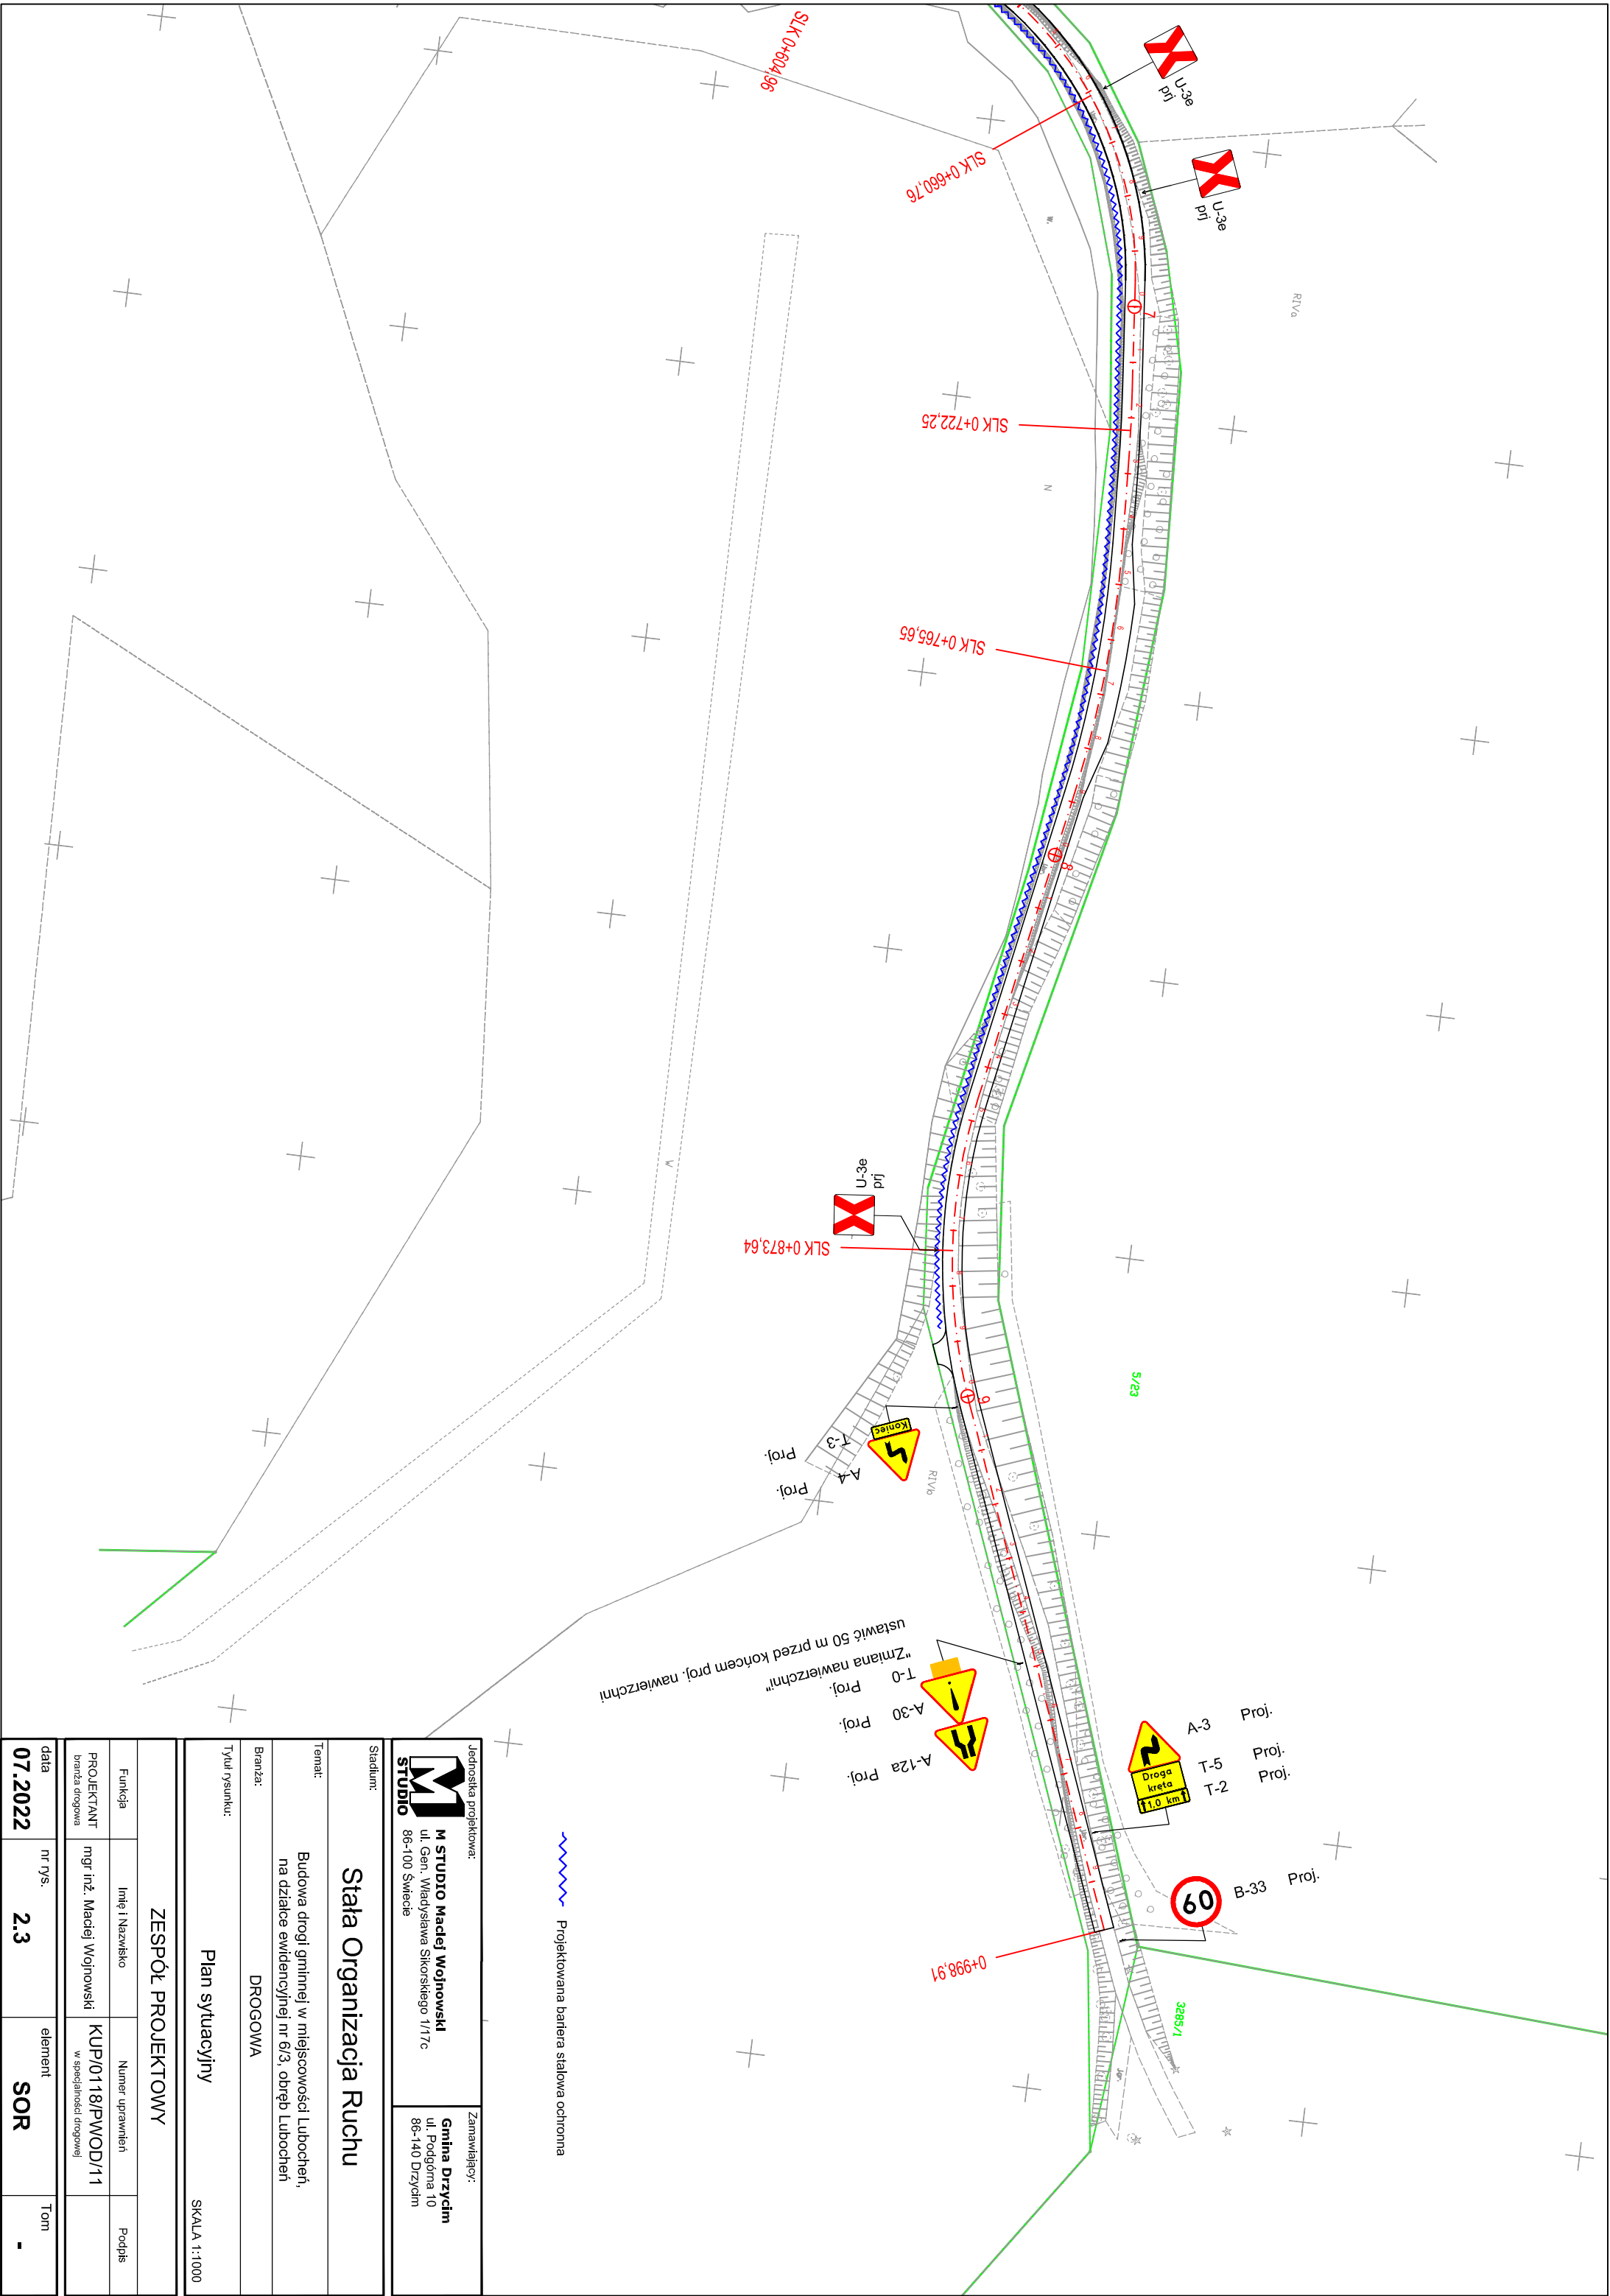 SLK 0+604,96
U-3e
prj
SLK 0+660,76
U-3e
prj
w.
RIVa
7
SLK 0+722,25
N
SLK 0+765,65
8
U-3e
prj
SLK 0+873,64
w
9
5/23
Koniec
T-3 Proj.
A-4 Proj.
RIVb
ustawić 50 m przed końcem proj. nawierzchni
"Zmiana nawierzchni"
T-0 Proj.
A-30 Proj.
A-12a Proj.
A-3 Proj.
T-5 Proj.
T-2 Proj.
Droga
kręta
1.0 km
60
B-33 Proj.
0+998,91
3285/1
Projektowana bariera stalowa ochronna
Jednostka projektowa:
M
STUDIO
M STUDIO Maciej Wojnowski
ul. Gen. Władysława Sikorskiego 1/17c
86-100 Świecie
Zamawiający:
Gmina Drzycim
ul. Podgórna 10
86-140 Drzycim
Stadium:
Stała Organizacja Ruchu
Temat:
Budowa drogi gminnej w miejscowości Lubocheń,
na działce ewidencyjnej nr 6/3, obręb Lubocheń
Branża:
DROGOWA
Tytuł rysunku:
Plan sytuacyjny
SKALA 1:1000
ZESPÓŁ PROJEKTOWY
Funkcja
Imię i Nazwisko
Numer uprawnień
Podpis
PROJEKTANT
branża drogowa
mgr inż. Maciej Wojnowski
KUP/0118/PWOD/11
w specjalności drogowej
data
07.2022
nr rys.
2.3
element
SOR
Tom
-